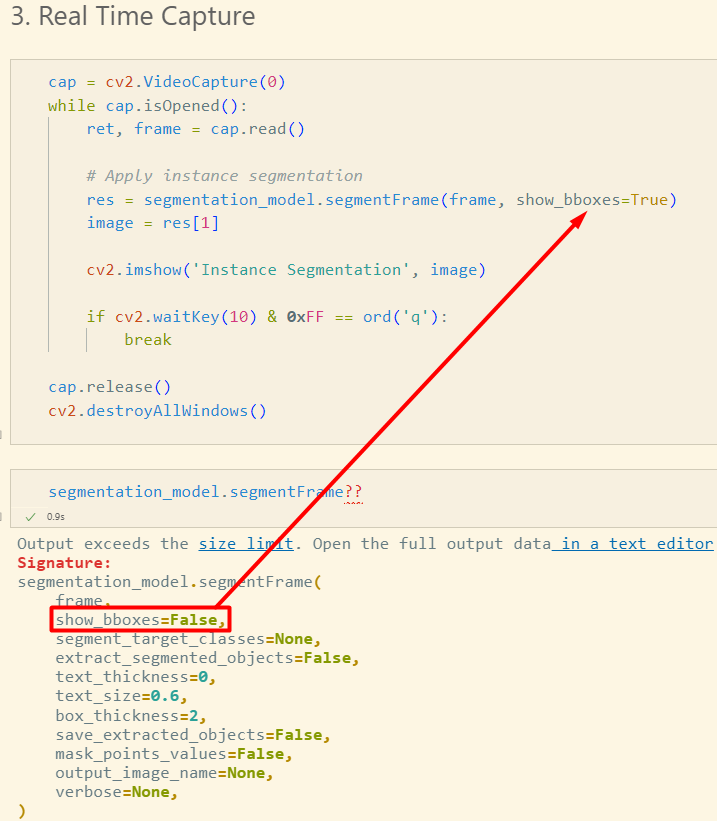 3. Real Time Capture
cap = cv2.VideoCapture(0)
while cap.isOpened():
ret, frame = cap.read()
# Apply instance segmentation
res = segmentation_model.segmentFrame(frame, show_bboxes=True)
image = res[1]
cv2.imshow('Instance Segmentation', image)
if cv2.waitKey(10) & 0xFF == ord('q'):
break
cap.release()
cv2.destroyAllWindows()
segmentation_model.segmentFrame??
✓ 0.9s
Output exceeds the size limit. Open the full output data in a text editor
Signature:
segmentation_model.segmentFrame(
frame,
show_bboxes=False,
segment_target_classes=None,
extract_segmented_objects=False,
text_thickness=0,
text_size=0.6,
box_thickness=2,
save_extracted_objects=False,
mask_points_values=False,
output_image_name=None,
verbose=None,
)